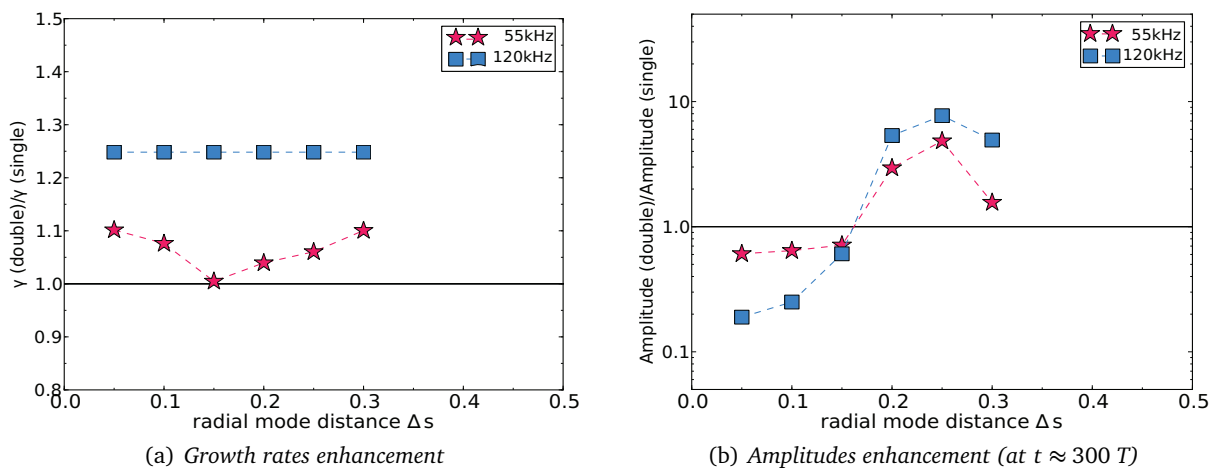 1.5
1.4
1.3
1.2
1.1
1.0
0.9
0.8
γ (double)/γ (single)
55kHz
120kHz
0.0 0.1 0.2 0.3 0.4 0.5
radial mode distance Δs
(a) Growth rates enhancement
10
1.0
0.1
Amplitude (double)/Amplitude (single)
55kHz
120kHz
0.0 0.1 0.2 0.3 0.4 0.5
radial mode distance Δs
(b) Amplitudes enhancement (at t ≈ 300 T)